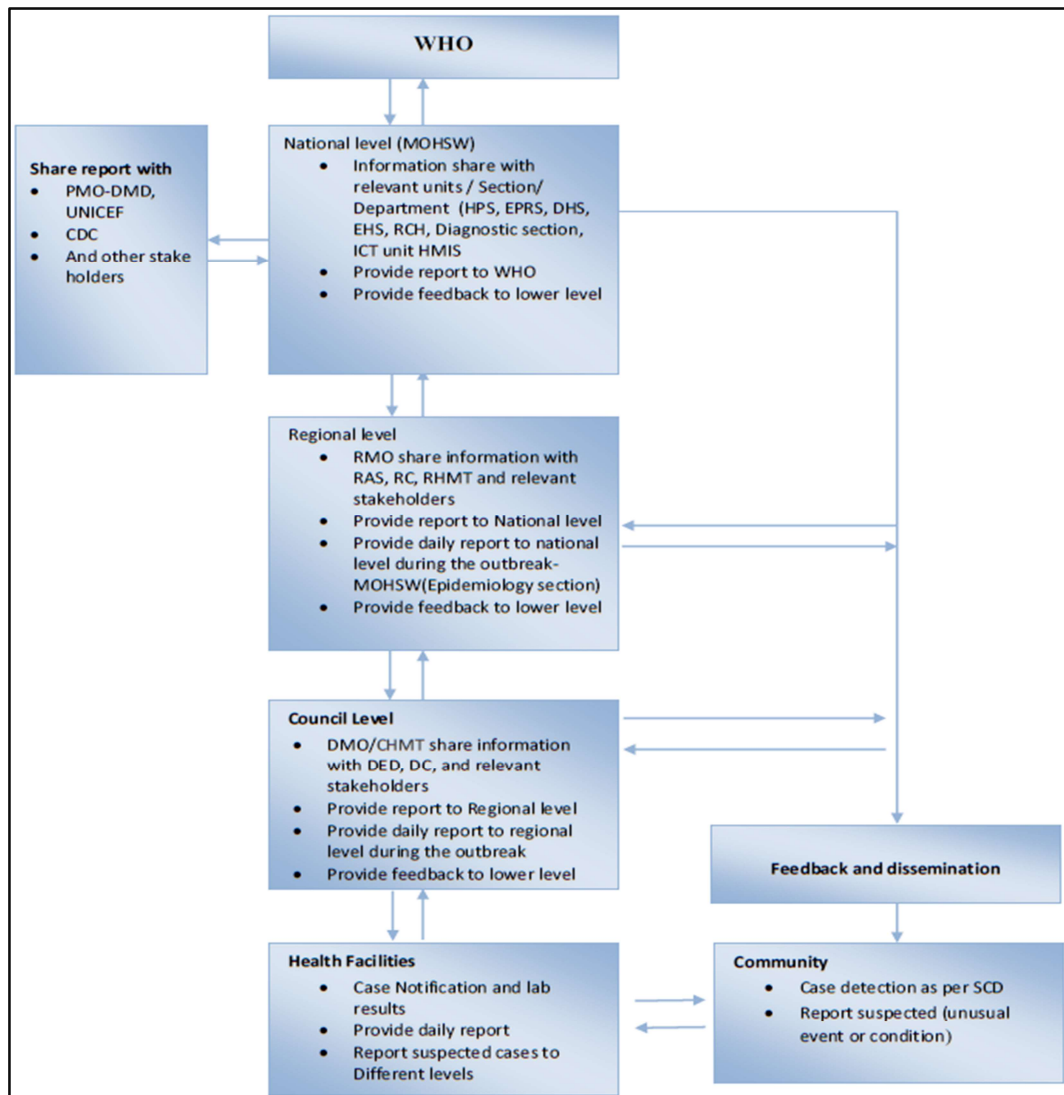 WHO
Share report with
• PMO-DMD,
UNICEF
• CDC
• And other stake
holders
National level (MOHSW)
• Information share with
relevant units / Section/
Department (HPS, EPRS, DHS,
EHS, RCH, Diagnostic section,
ICT unit HMIS
• Provide report to WHO
• Provide feedback to lower level
Regional level
• RMO share information with
RAS, RC, RHMT and relevant
stakeholders
• Provide report to National level
• Provide daily report to national
level during the outbreak-
MOHSW(Epidemiology section)
• Provide feedback to lower level
Council Level
• DMO/CHMT share information
with DED, DC, and relevant
stakeholders
• Provide report to Regional level
• Provide daily report to regional
level during the outbreak
• Provide feedback to lower level
Feedback and dissemination
Health Facilities
• Case Notification and lab
results
• Provide daily report
• Report suspected cases to
Different levels
Community
• Case detection as per SCD
• Report suspected (unusual
event or condition)